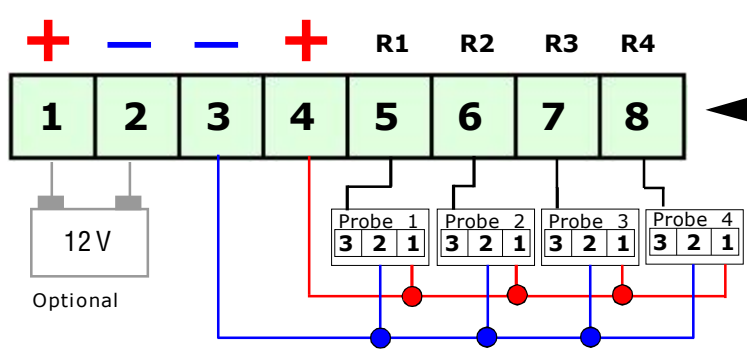 + − − + R1 R2 R3 R4
1 2 3 4 5 6 7 8
Probe 1
3 2 1
Probe 2
3 2 1
Probe 3
3 2 1
Probe 4
3 2 1
12 V
Optional